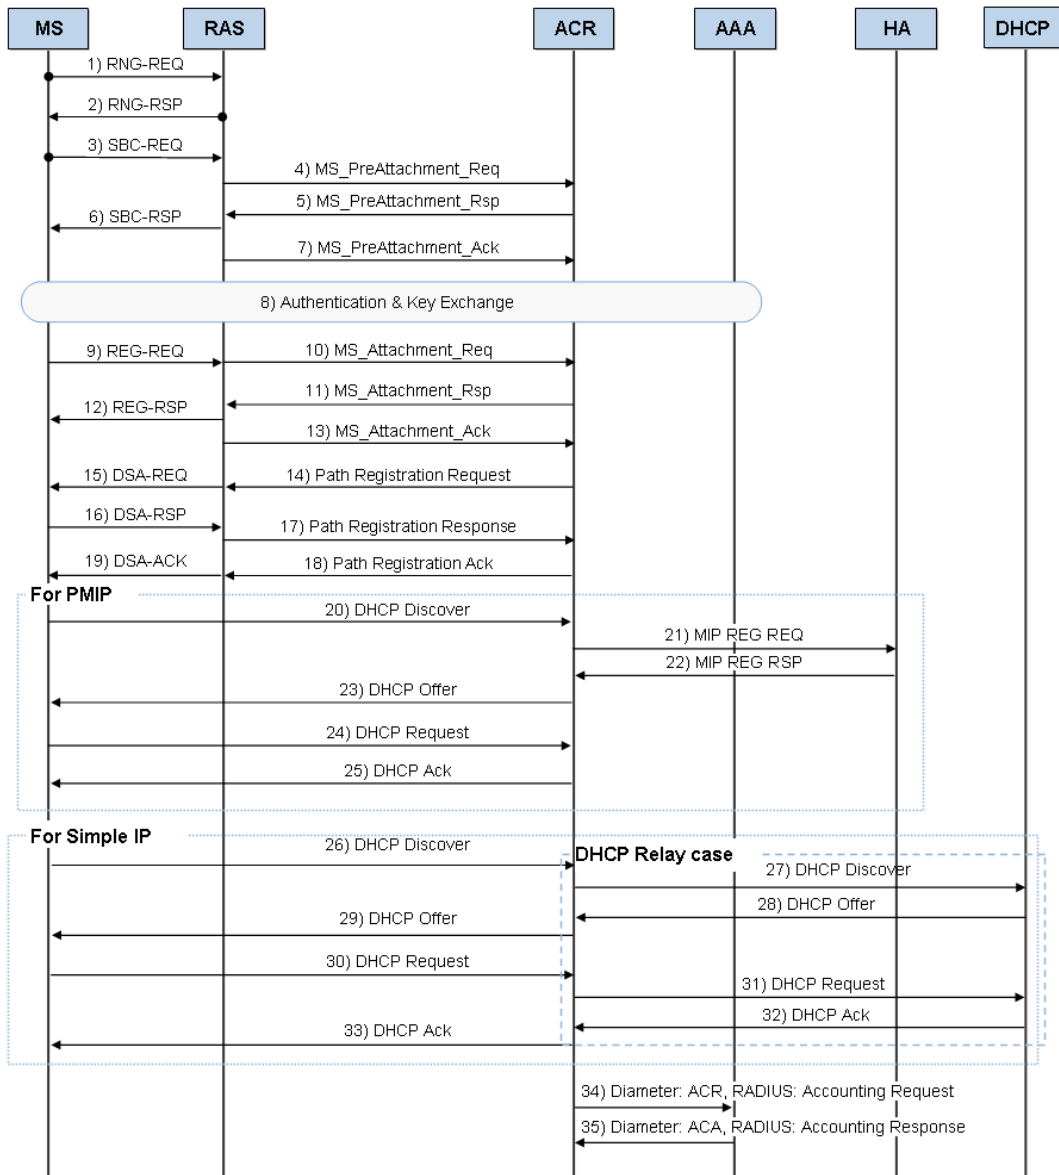 MS RAS ACR AAA HA DHCP
1) RNG-REQ
2) RNG-RSP
3) SBC-REQ
4) MS_PreAttachment_Req
5) MS_PreAttachment_Rsp
6) SBC-RSP
7) MS_PreAttachment_Ack
8) Authentication & Key Exchange
9) REG-REQ
10) MS_Attachment_Req
11) MS_Attachment_Rsp
12) REG-RSP
13) MS_Attachment_Ack
15) DSA-REQ
14) Path Registration Request
16) DSA-RSP
17) Path Registration Response
19) DSA-ACK
18) Path Registration Ack
For PMIP
20) DHCP Discover
21) MIP REG REQ
22) MIP REG RSP
23) DHCP Offer
24) DHCP Request
25) DHCP Ack
For Simple IP
26) DHCP Discover
DHCP Relay case
27) DHCP Discover
28) DHCP Offer
29) DHCP Offer
30) DHCP Request
31) DHCP Request
32) DHCP Ack
33) DHCP Ack
34) Diameter: ACR, RADIUS: Accounting Request
35) Diameter: ACA, RADIUS: Accounting Response